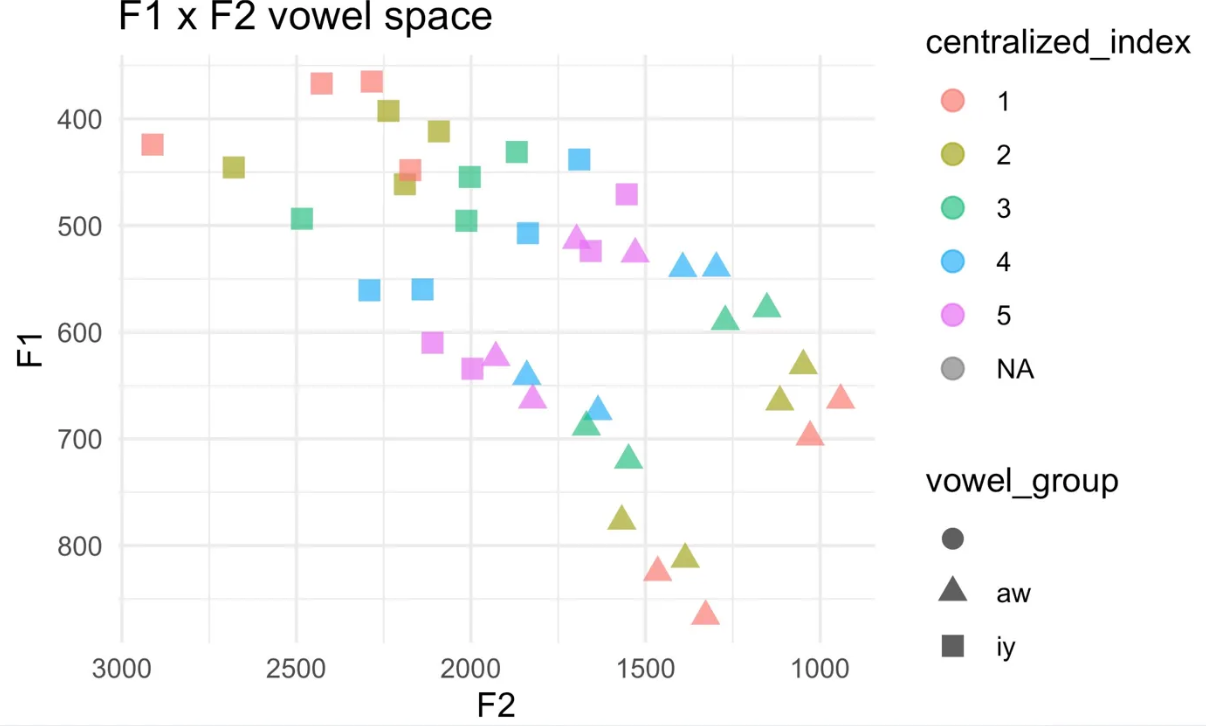 F1 x F2 vowel space
400
500
600
700
800
F1
3000 2500 2000 1500 1000
F2
centralized_index
1
2
3
4
5
NA
vowel_group
aw
iy